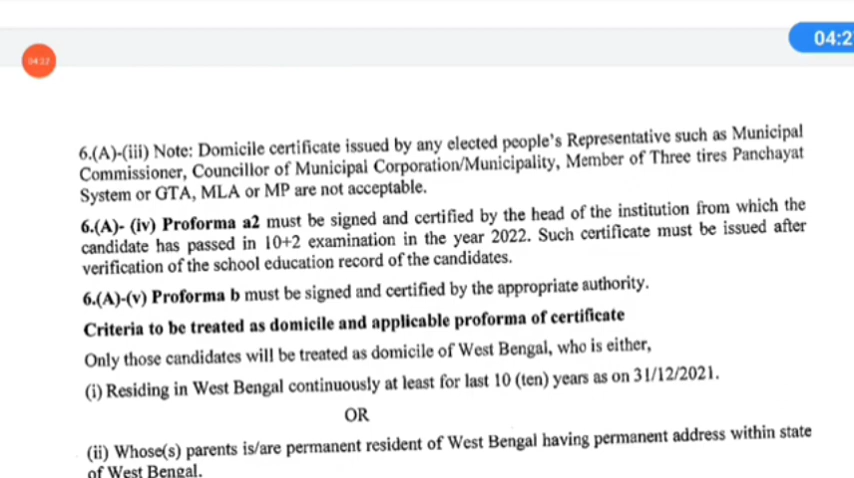 04:2
04:27
6.(A)-(iii) Note: Domicile certificate issued by any elected people's Representative such as Municipal
Commissioner, Councillor of Municipal Corporation/Municipality, Member of Three tires Panchayat
System or GTA, MLA or MP are not acceptable.
6.(A)- (iv) Proforma a2 must be signed and certified by the head of the institution from which the
candidate has passed in 10+2 examination in the year 2022. Such certificate must be issued after
verification of the school education record of the candidates.
6.(A)-(v) Proforma b must be signed and certified by the appropriate authority.
Criteria to be treated as domicile and applicable proforma of certificate
Only those candidates will be treated as domicile of West Bengal, who is either,
(i) Residing in West Bengal continuously at least for last 10 (ten) years as on 31/12/2021.
OR
(ii) Whose(s) parents is/are permanent resident of West Bengal having permanent address within state
of West Bengal.